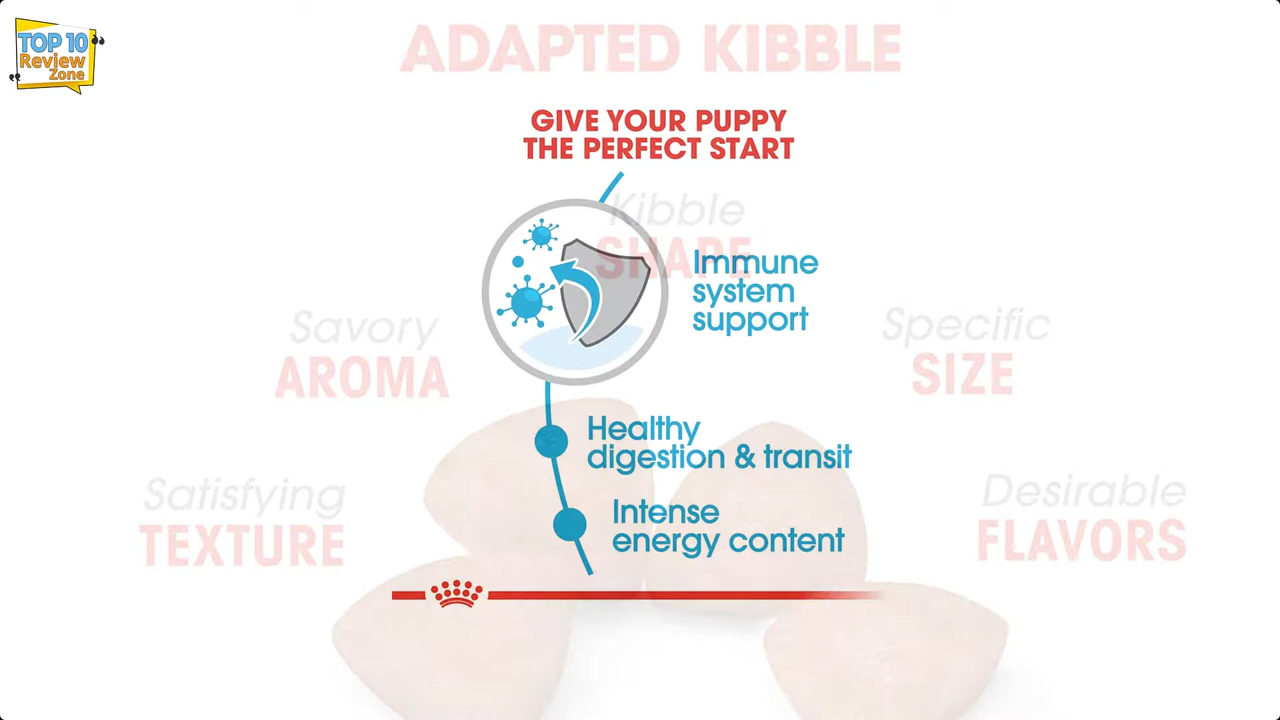 TOP 10
Review
Zone
ADAPTED KIBBLE
GIVE YOUR PUPPY
THE PERFECT START
Kibble
SHAPE
Immune
system
support
Savory
AROMA
Specific
SIZE
Healthy
digestion & transit
Satisfying
TEXTURE
Desirable
FLAVORS
Intense
energy content